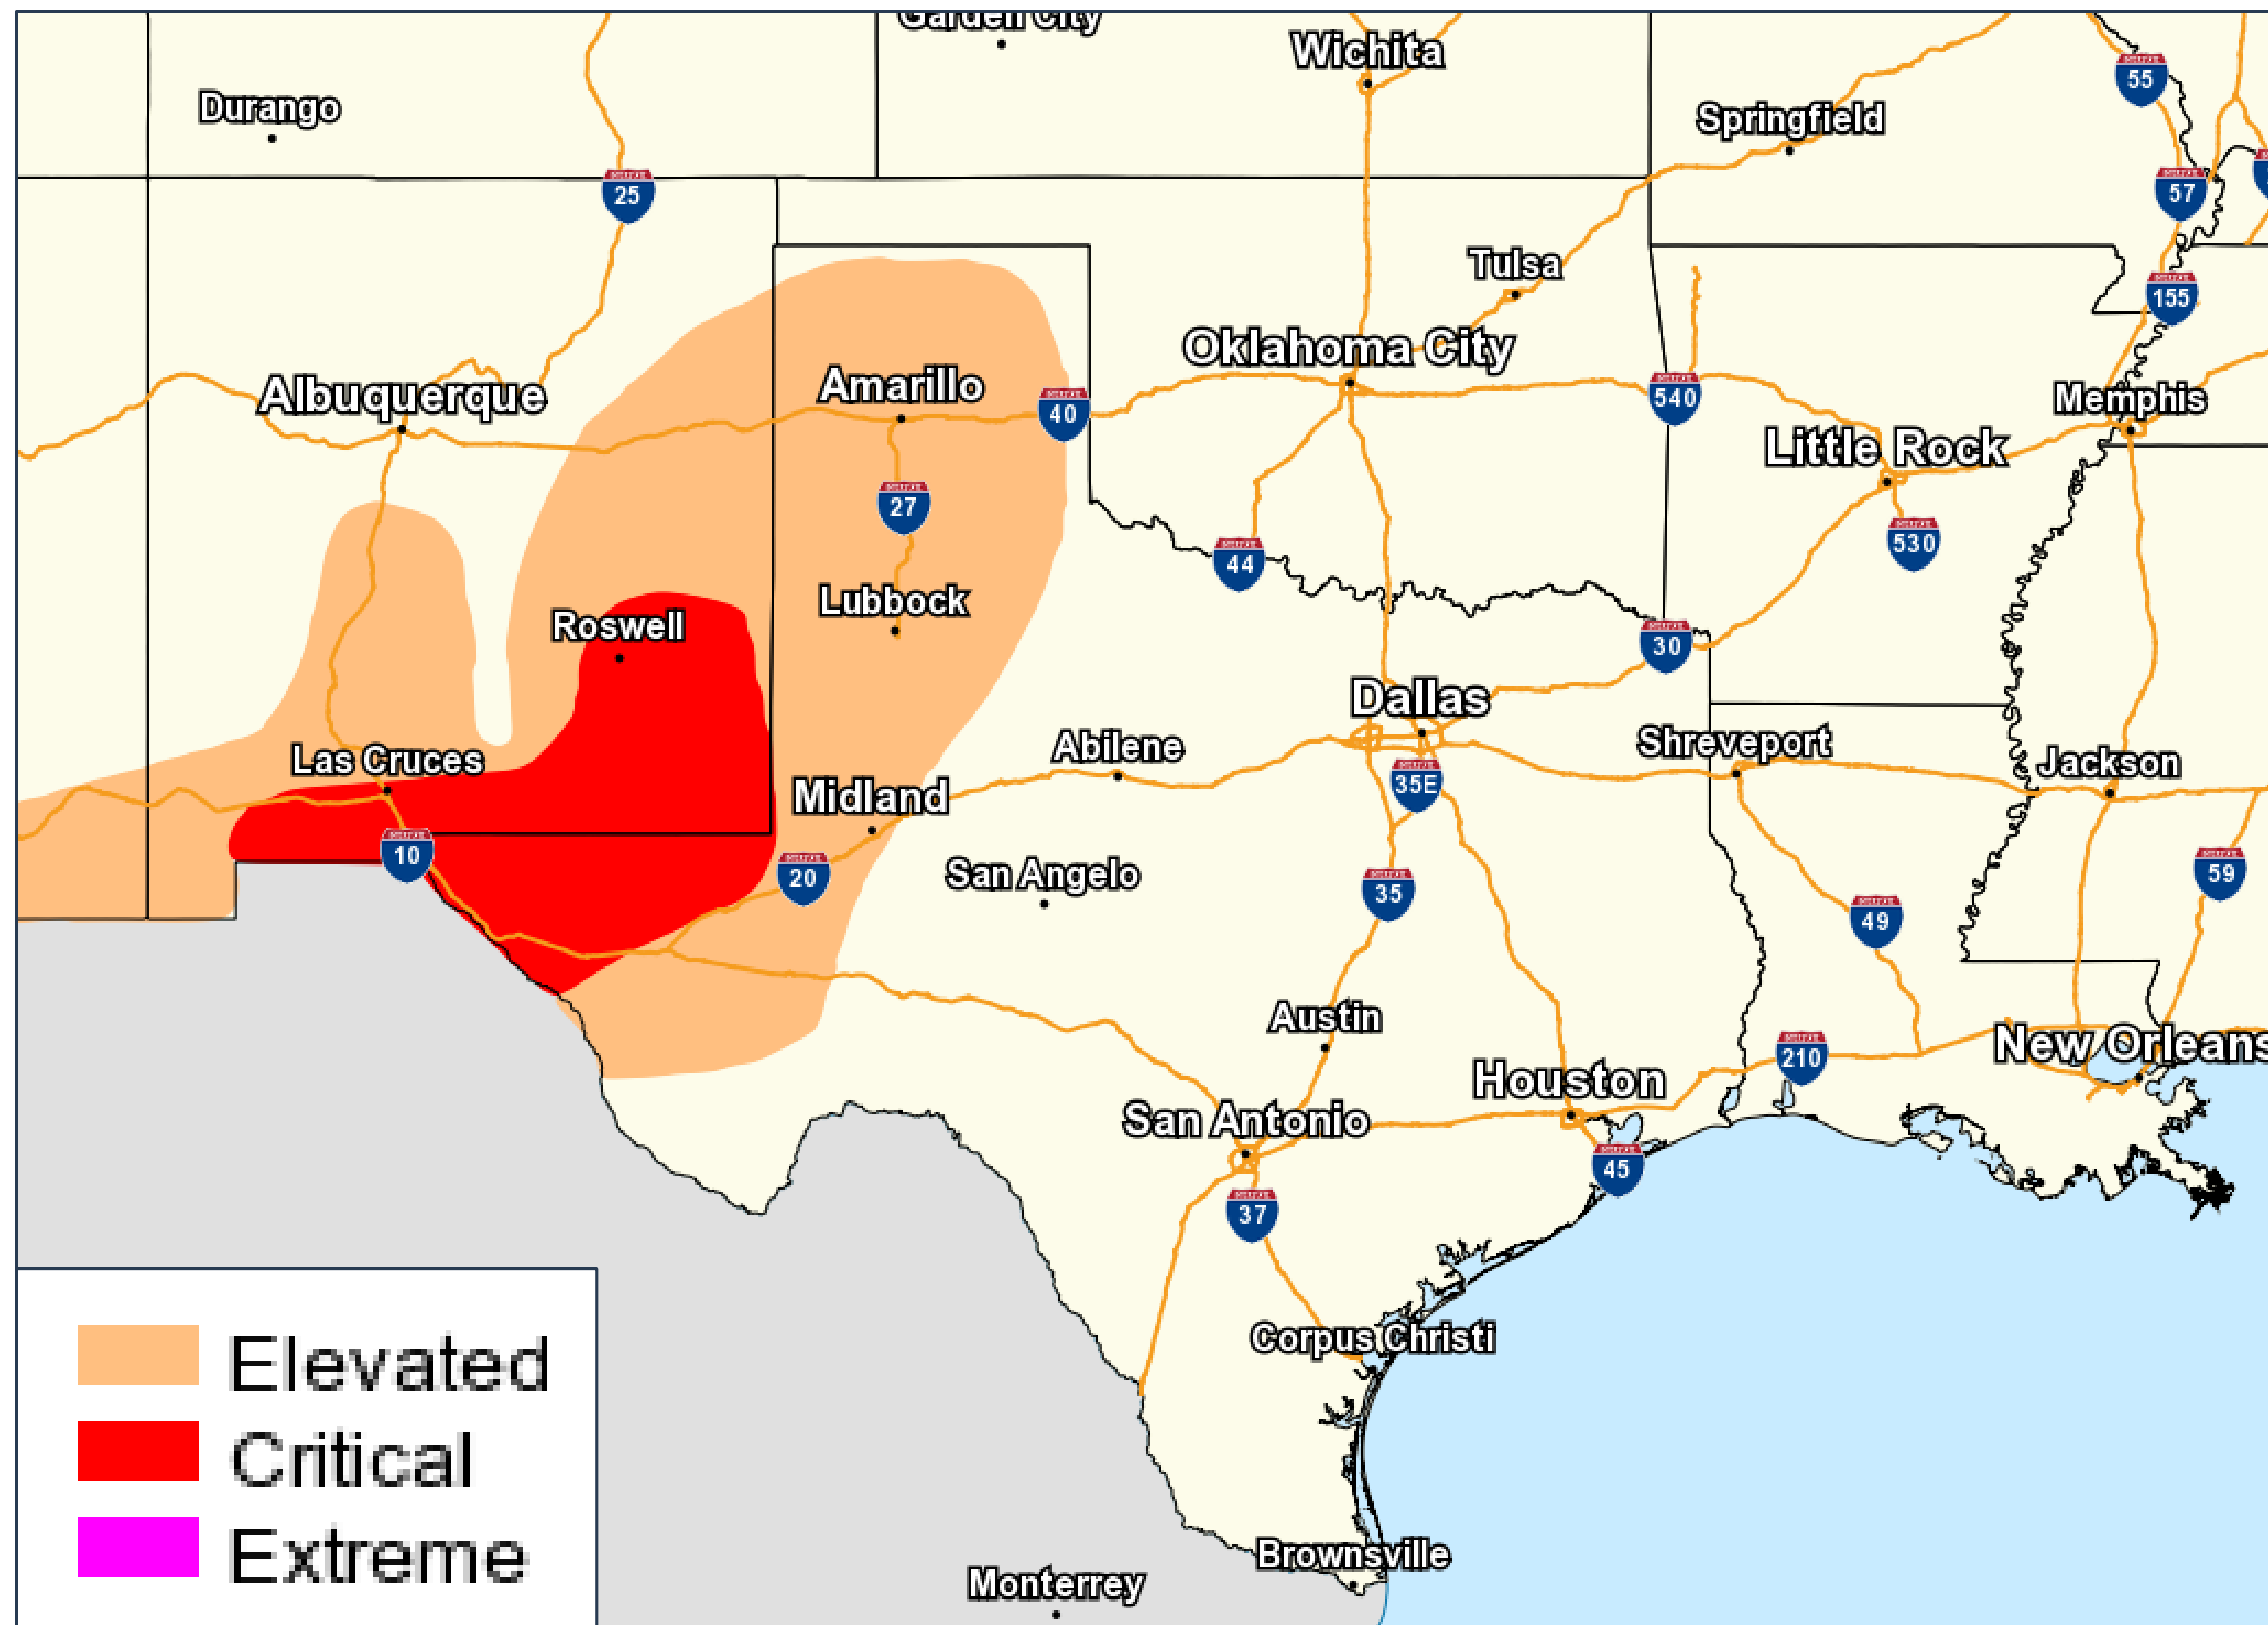 Garden City
Wichita
55
Durango
Springfield
25
57
Tulsa
155
Oklahoma City
Albuquerque
Amarillo
40
540
Memphis
Little Rock
27
530
44
Lubbock
Roswell
30
Dallas
Las Cruces
Abilene
Shreveport
Jackson
35E
Midland
10
20
San Angelo
35
59
49
Austin
210
New Orleans
Houston
San Antonio
45
37
Corpus Christi
Elevated
Critical
Extreme
Brownsville
Monterrey